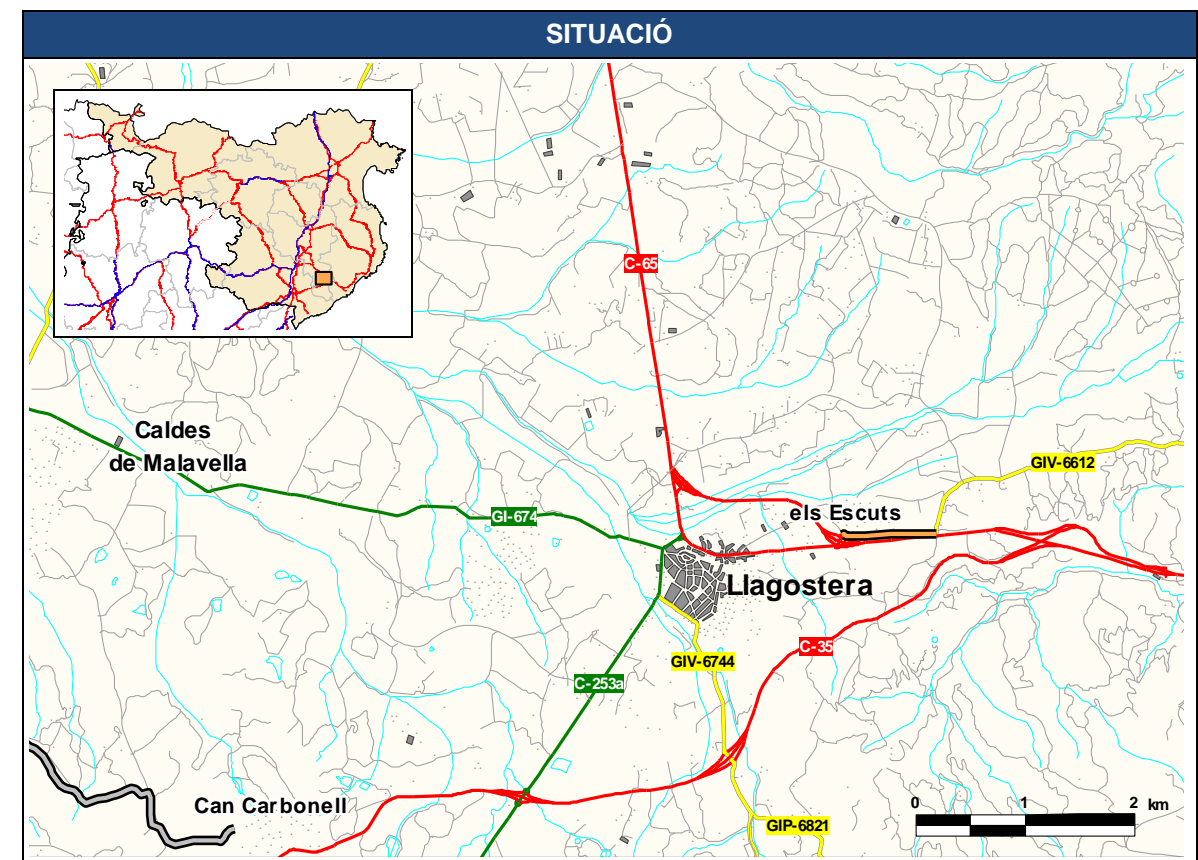 SITUACIÓ
C-65
Caldes
de Malavella
GIV-6612
GI-674
els Escuts
Llagostera
C-35
GIV-6744
C-253a
Can Carbonell
0 1 2 km
GIP-6821